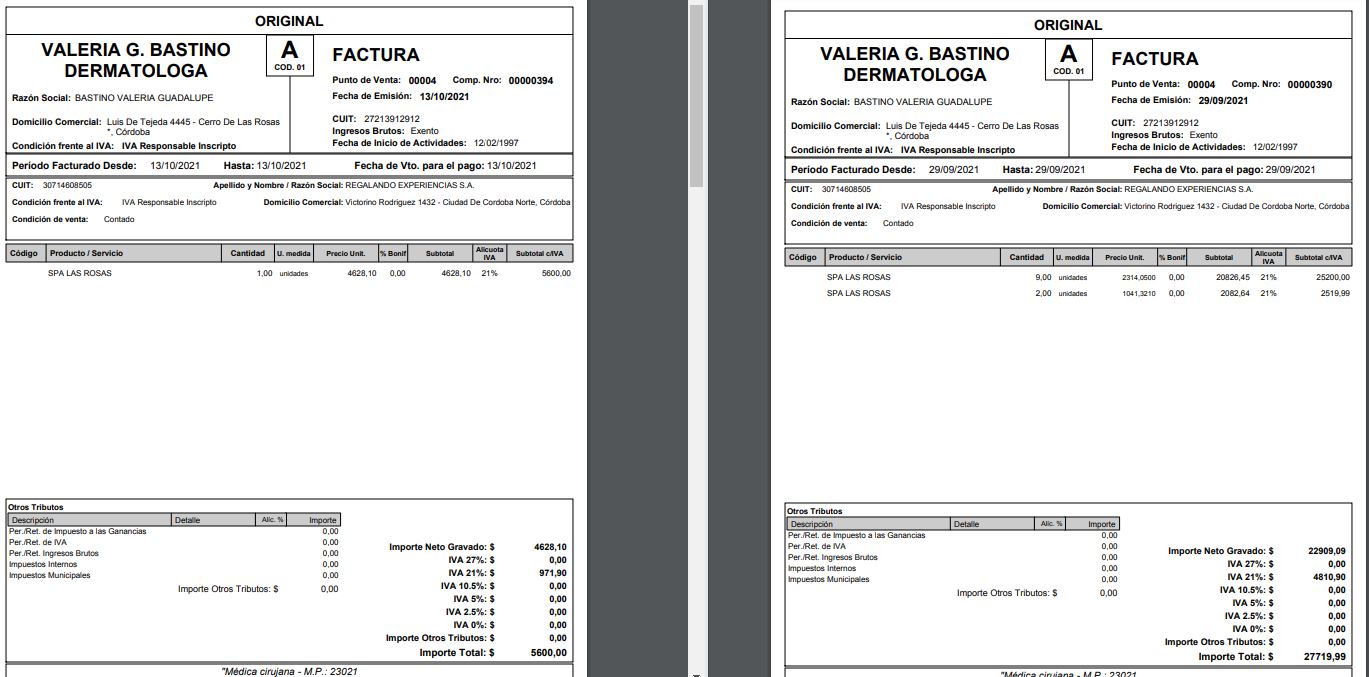 ORIGINAL
VALERIA G. BASTINO
DERMATOLOGA
A
COD. 01
FACTURA
Punto de Venta: 00004 Comp. Nro: 00000394
Fecha de Emisión: 13/10/2021
Razón Social: BASTINO VALERIA GUADALUPE
Domicilio Comercial: Luis De Tejeda 4445 - Cerro De Las Rosas
*, Córdoba
Condición frente al IVA: IVA Responsable Inscripto
CUIT: 27213912912
Ingresos Brutos: Exento
Fecha de Inicio de Actividades: 12/02/1997
Período Facturado Desde: 13/10/2021 Hasta: 13/10/2021 Fecha de Vto. para el pago: 13/10/2021
CUIT: 30714608505 Apellido y Nombre / Razón Social: REGALANDO EXPERIENCIAS S.A.
Condición frente al IVA: IVA Responsable Inscripto Domicilio Comercial: Victorino Rodriguez 1432 - Ciudad De Cordoba Norte, Córdoba
Condición de venta: Contado
Código Producto / Servicio Cantidad U. medida Precio Unit. % Bonif Subtotal Alicuota IVA Subtotal c/IVA
SPA LAS ROSAS 1,00 unidades 4628,10 0,00 4628,10 21% 5600,00
Otros Tributos
Descripción Detalle Alíc. % Importe
Per./Ret. de Impuesto a las Ganancias 0,00
Per./Ret. de IVA 0,00
Per./Ret. Ingresos Brutos 0,00
Impuestos Internos 0,00
Impuestos Municipales 0,00
Importe Otros Tributos: $ 0,00
Importe Neto Gravado: $ 4628,10
IVA 27%: $ 0,00
IVA 21%: $ 971,90
IVA 10.5%: $ 0,00
IVA 5%: $ 0,00
IVA 2.5%: $ 0,00
IVA 0%: $ 0,00
Importe Otros Tributos: $ 0,00
Importe Total: $ 5600,00
"Médica cirujana - M.P.: 23021
ORIGINAL
VALERIA G. BASTINO
DERMATOLOGA
A
COD. 01
FACTURA
Punto de Venta: 00004 Comp. Nro: 00000390
Fecha de Emisión: 29/09/2021
Razón Social: BASTINO VALERIA GUADALUPE
Domicilio Comercial: Luis De Tejeda 4445 - Cerro De Las Rosas
*, Córdoba
Condición frente al IVA: IVA Responsable Inscripto
CUIT: 27213912912
Ingresos Brutos: Exento
Fecha de Inicio de Actividades: 12/02/1997
Período Facturado Desde: 29/09/2021 Hasta: 29/09/2021 Fecha de Vto. para el pago: 29/09/2021
CUIT: 30714608505 Apellido y Nombre / Razón Social: REGALANDO EXPERIENCIAS S.A.
Condición frente al IVA: IVA Responsable Inscripto Domicilio Comercial: Victorino Rodriguez 1432 - Ciudad De Cordoba Norte, Córdoba
Condición de venta: Contado
Código Producto / Servicio Cantidad U. medida Precio Unit. % Bonif Subtotal Alicuota IVA Subtotal c/IVA
SPA LAS ROSAS 9,00 unidades 2314,0500 0,00 20826,45 21% 25200,00
SPA LAS ROSAS 2,00 unidades 1041,3210 0,00 2082,64 21% 2519,99
Otros Tributos
Descripción Detalle Alíc. % Importe
Per./Ret. de Impuesto a las Ganancias 0,00
Per./Ret. de IVA 0,00
Per./Ret. Ingresos Brutos 0,00
Impuestos Internos 0,00
Impuestos Municipales 0,00
Importe Otros Tributos: $ 0,00
Importe Neto Gravado: $ 22909,09
IVA 27%: $ 0,00
IVA 21%: $ 4810,90
IVA 10.5%: $ 0,00
IVA 5%: $ 0,00
IVA 2.5%: $ 0,00
IVA 0%: $ 0,00
Importe Otros Tributos: $ 0,00
Importe Total: $ 27719,99
"Médica cirujana - M.P.: 23021